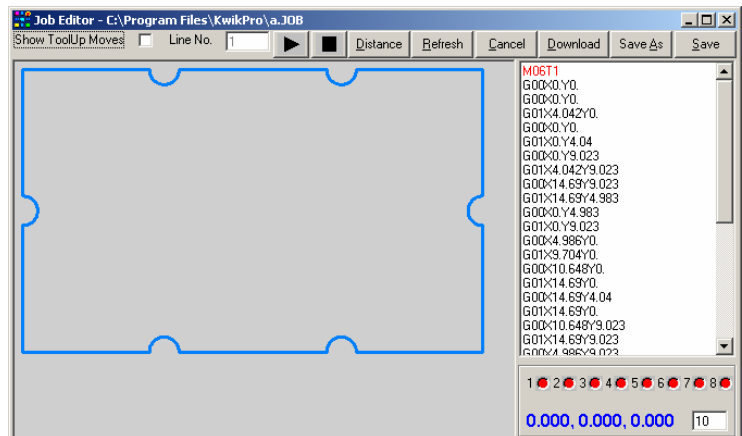 Job Editor - C:\Program Files\KwikPro\a.JOB
Show ToolUp Moves Line No. 1 Distance Refresh Cancel Download Save As Save
M06T1
G00X0.Y0.
G00X0.Y0.
G01X4.042Y0.
G00X0.Y0.
G01X0.Y4.04
G00X0.Y9.023
G01X4.042Y9.023
G00X14.69Y9.023
G01X14.69Y4.983
G00X0.Y4.983
G01X0.Y9.023
G00X4.986Y0.
G01X9.704Y0.
G00X10.648Y0.
G01X14.69Y0.
G00X14.69Y4.04
G01X14.69Y0.
G00X10.648Y9.023
G01X14.69Y9.023
G00X4.986Y9.023
1 2 3 4 5 6 7 8
0.000, 0.000, 0.000 10